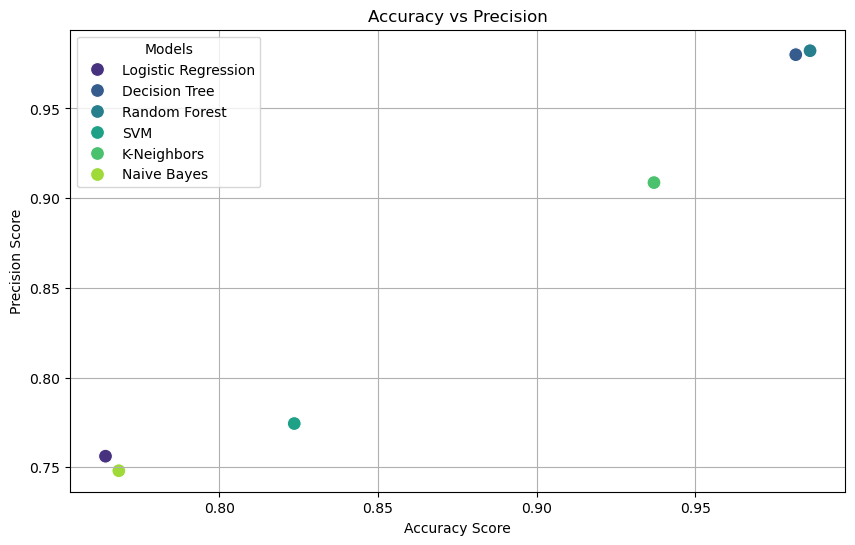 Accuracy vs Precision
Models
Logistic Regression
Decision Tree
Random Forest
SVM
K-Neighbors
Naive Bayes
Precision Score
0.95
0.90
0.85
0.80
0.75
0.80
0.85
0.90
0.95
Accuracy Score